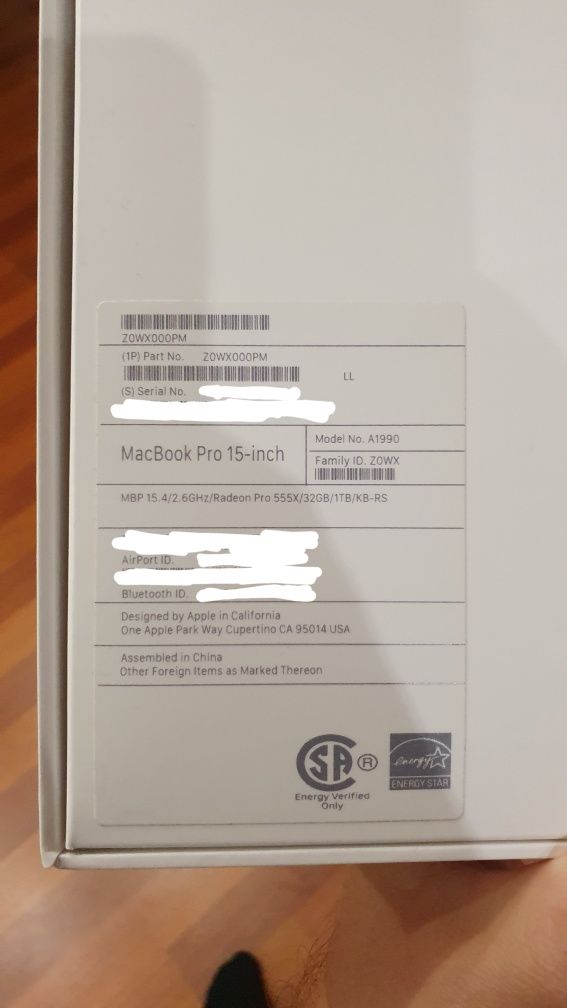 Z0WX000PM
(1P) Part No. Z0WX000PM
LL
(S) Serial No.
MacBook Pro 15-inch
Model No. A1990
Family ID. Z0WX
MBP 15.4/2.6GHz/Radeon Pro 555X/32GB/1TB/KB-RS
AirPort ID.
Bluetooth ID.
Designed by Apple in California
One Apple Park Way Cupertino CA 95014 USA
Assembled in China
Other Foreign Items as Marked Thereon
SA ®
energy
ENERGY STAR
Energy Verified
Only